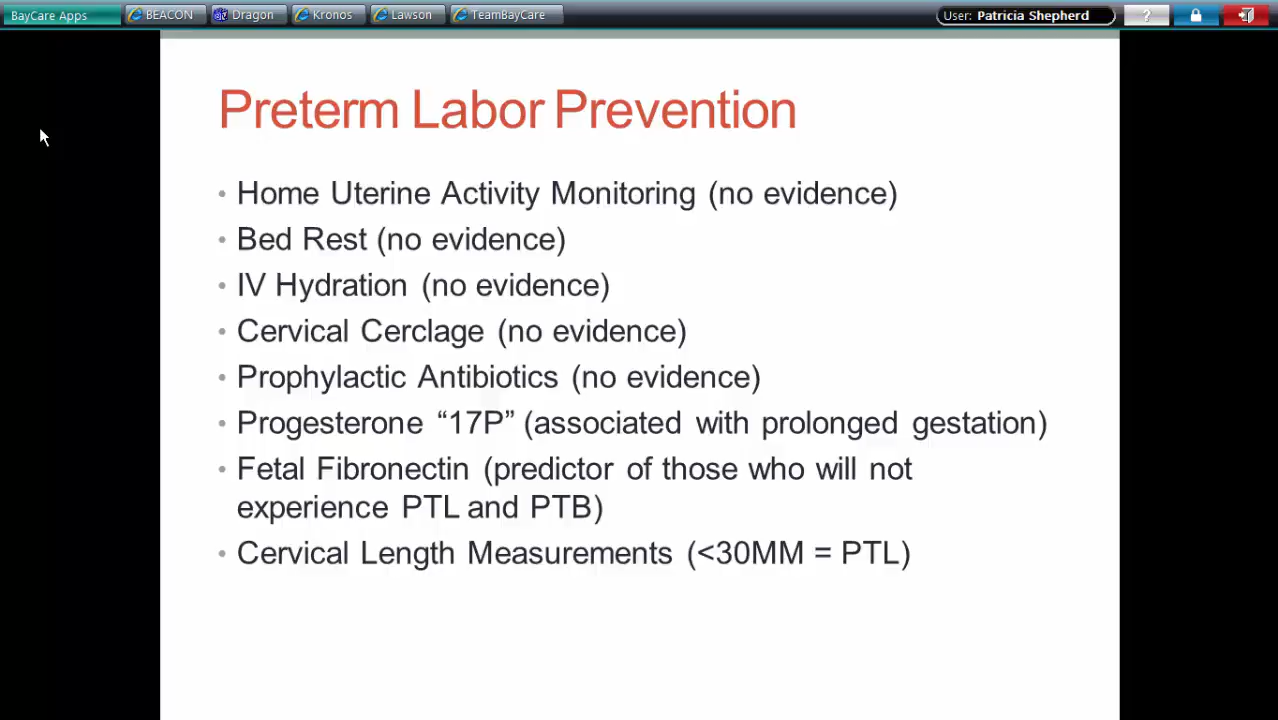 BayCare Apps BEACON Dragon Kronos Lawson TeamBayCare User: Patricia Shepherd ?
Preterm Labor Prevention
• Home Uterine Activity Monitoring (no evidence)
• Bed Rest (no evidence)
• IV Hydration (no evidence)
• Cervical Cerclage (no evidence)
• Prophylactic Antibiotics (no evidence)
• Progesterone “17P” (associated with prolonged gestation)
• Fetal Fibronectin (predictor of those who will not
experience PTL and PTB)
• Cervical Length Measurements (<30MM = PTL)